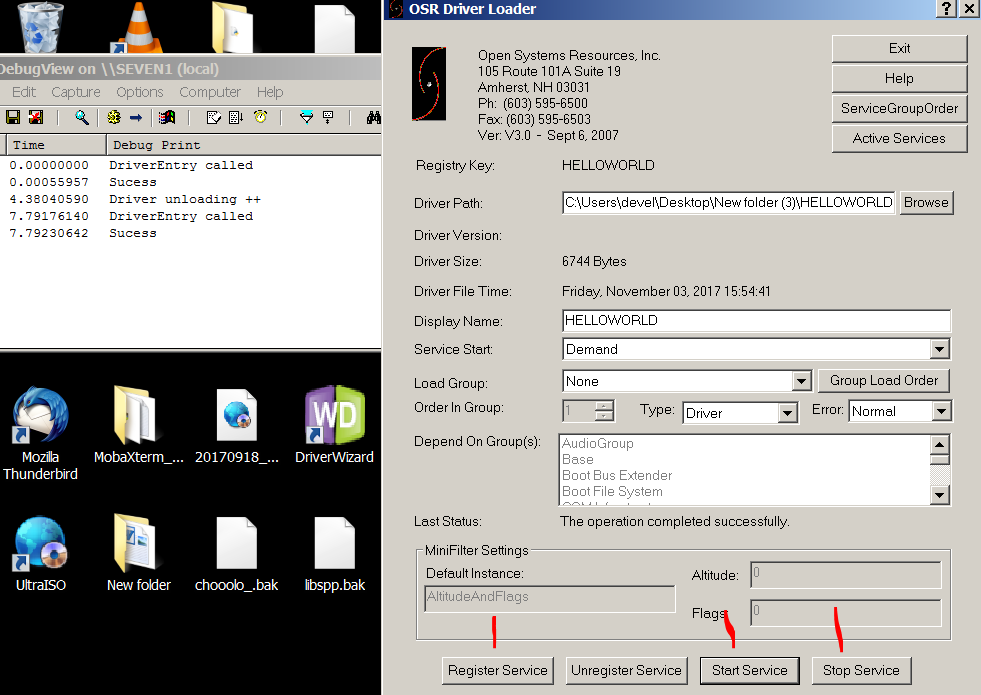 DebugView on \\SEVEN1 (local)
Edit Capture Options Computer Help
Time Debug Print
0.00000000 DriverEntry called
0.00055957 Sucess
4.38040590 Driver unloading ++
7.79176140 DriverEntry called
7.79230642 Sucess
Mozilla Thunderbird
MobaXterm_...
20170918_...
WD
DriverWizard
UltraISO
New folder
chooolo_.bak
libspp.bak
OSR Driver Loader
Open Systems Resources, Inc.
105 Route 101A Suite 19
Amherst, NH 03031
Ph: (603) 595-6500
Fax: (603) 595-6503
Ver: V3.0 - Sept 6, 2007
Exit
Help
ServiceGroupOrder
Active Services
Registry Key: HELLOWORLD
Driver Path: C:\Users\devel\Desktop\New folder (3)\HELLOWORLD Browse
Driver Version:
Driver Size: 6744 Bytes
Driver File Time: Friday, November 03, 2017 15:54:41
Display Name: HELLOWORLD
Service Start: Demand
Load Group: None Group Load Order
Order In Group: 1 Type: Driver Error: Normal
Depend On Group(s): AudioGroup
Base
Boot Bus Extender
Boot File System
Last Status: The operation completed successfully.
MiniFilter Settings
Default Instance:
AltitudeAndFlags
Altitude: 0
Flags 0
Register Service Unregister Service Start Service Stop Service